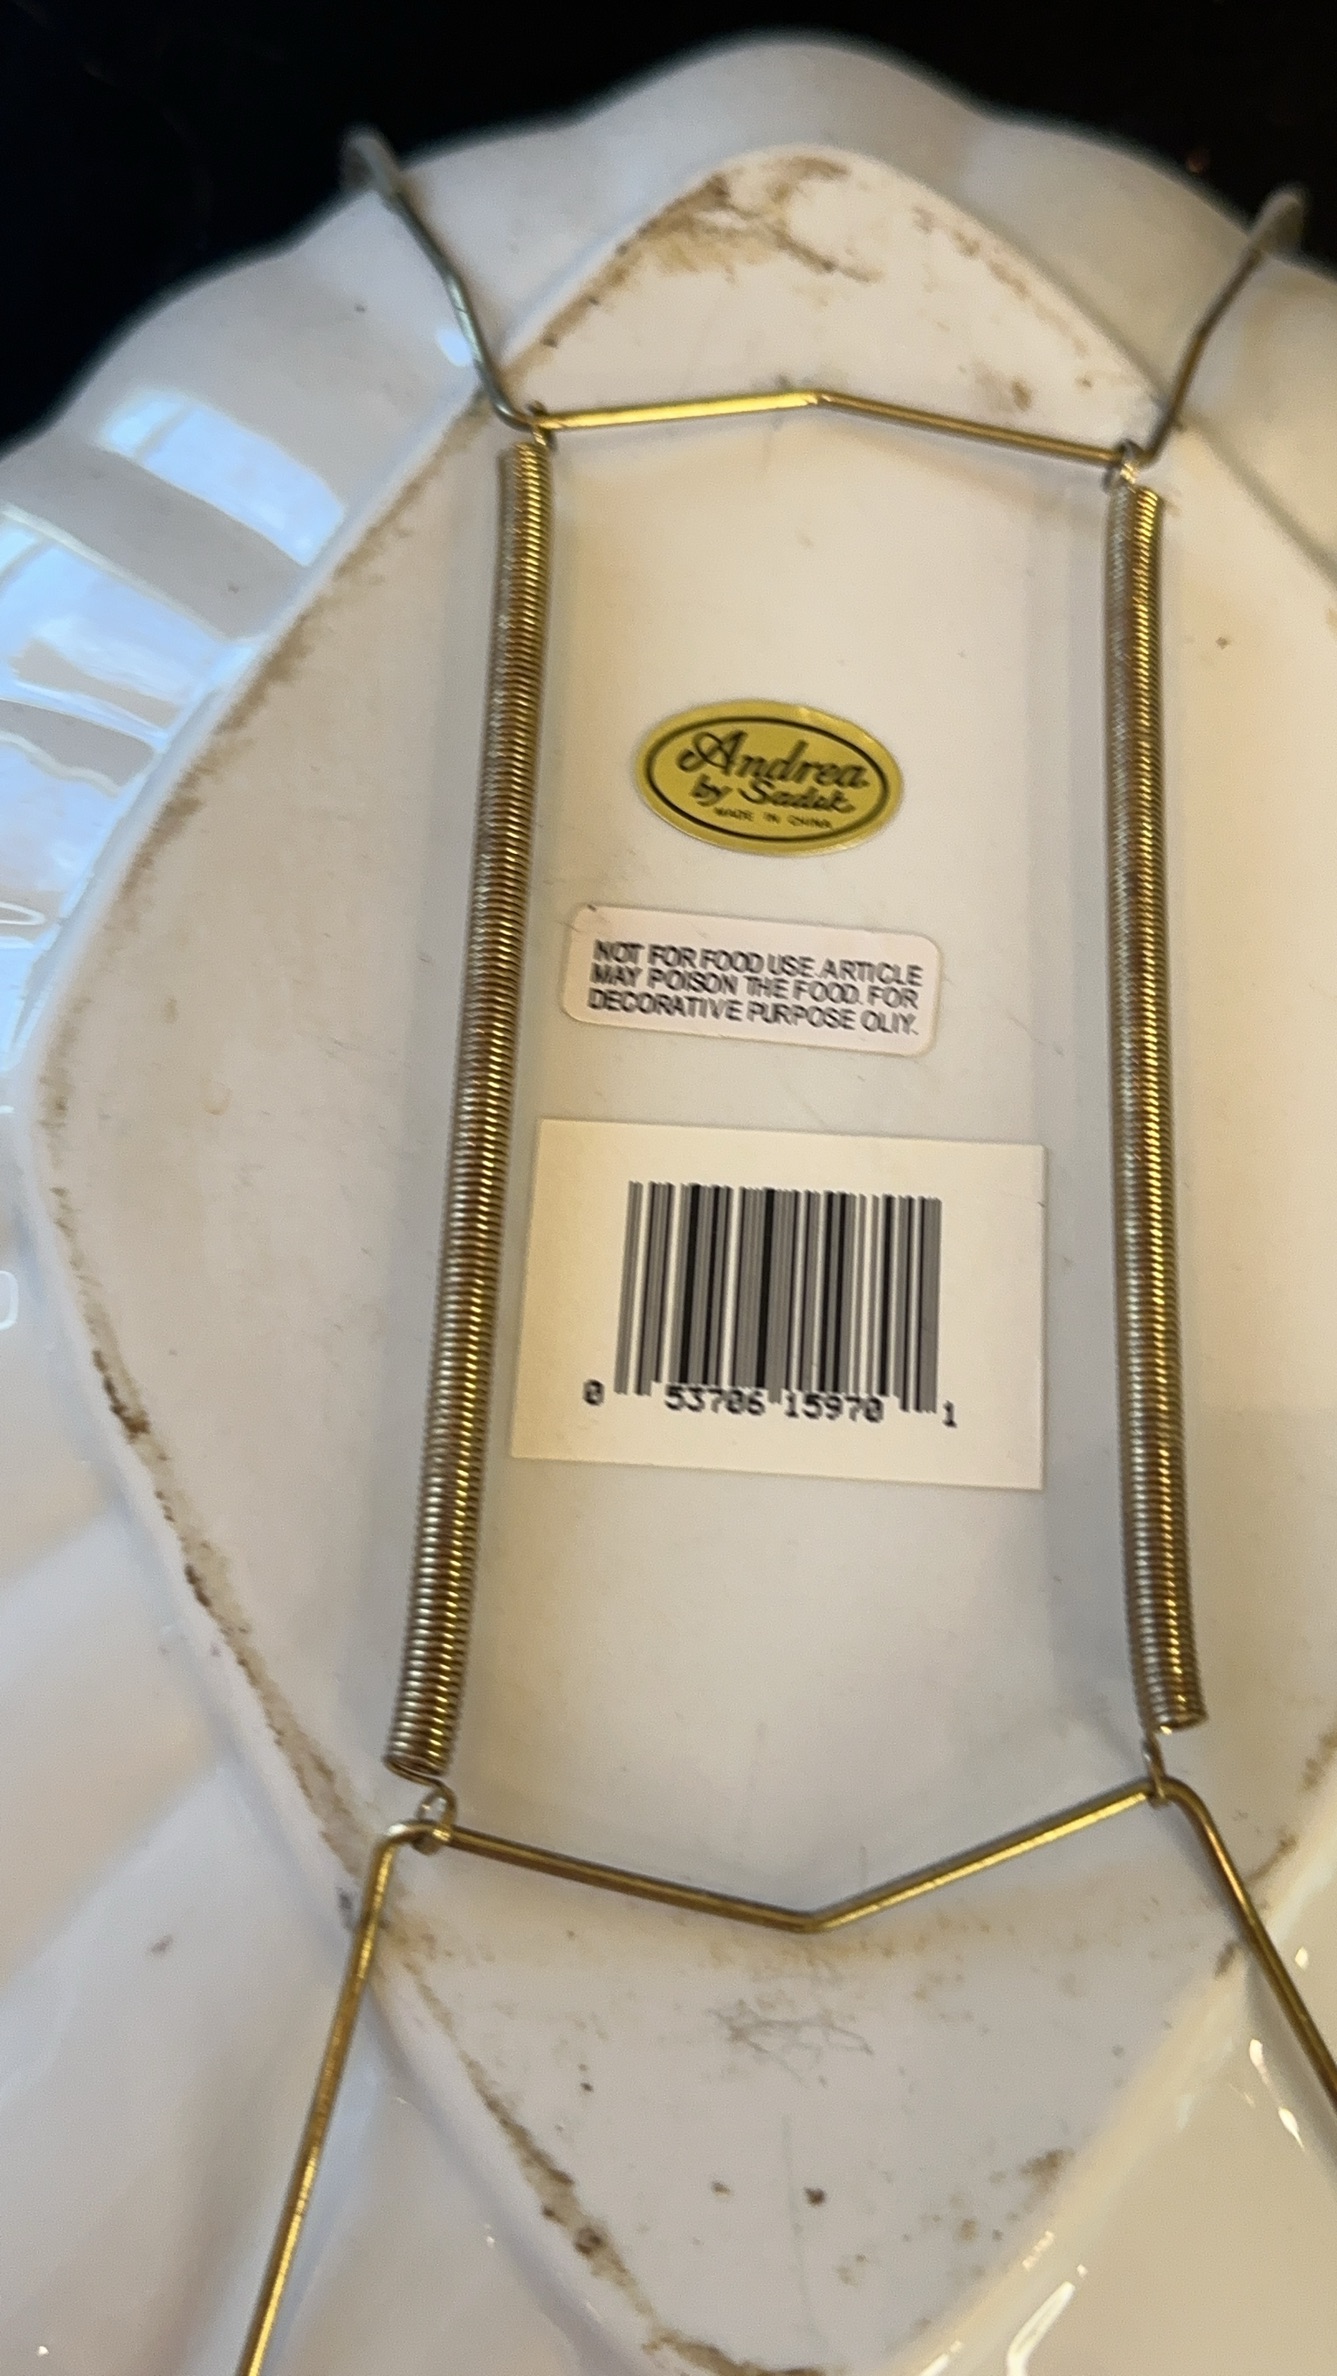 Andrea
by Sadek
MADE IN CHINA
NOT FOR FOOD USE.ARTICLE
MAY POISON THE FOOD. FOR
DECORATIVE PURPOSE OLIY.
0 53706 15970 1